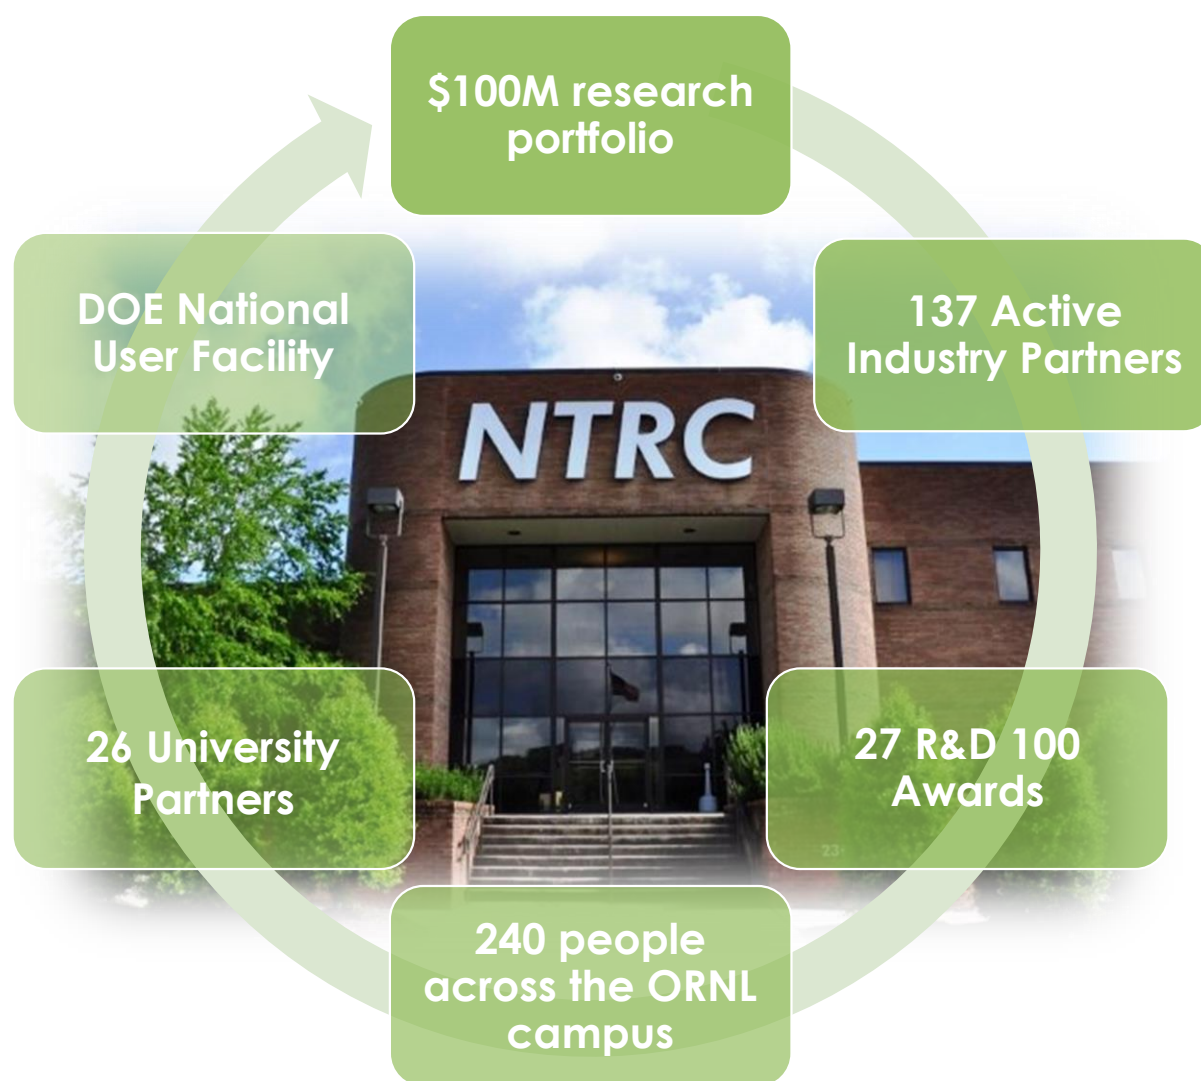 $100M research
portfolio
137 Active
Industry Partners
27 R&D 100
Awards
240 people
across the ORNL
campus
26 University
Partners
DOE National
User Facility
NTRC